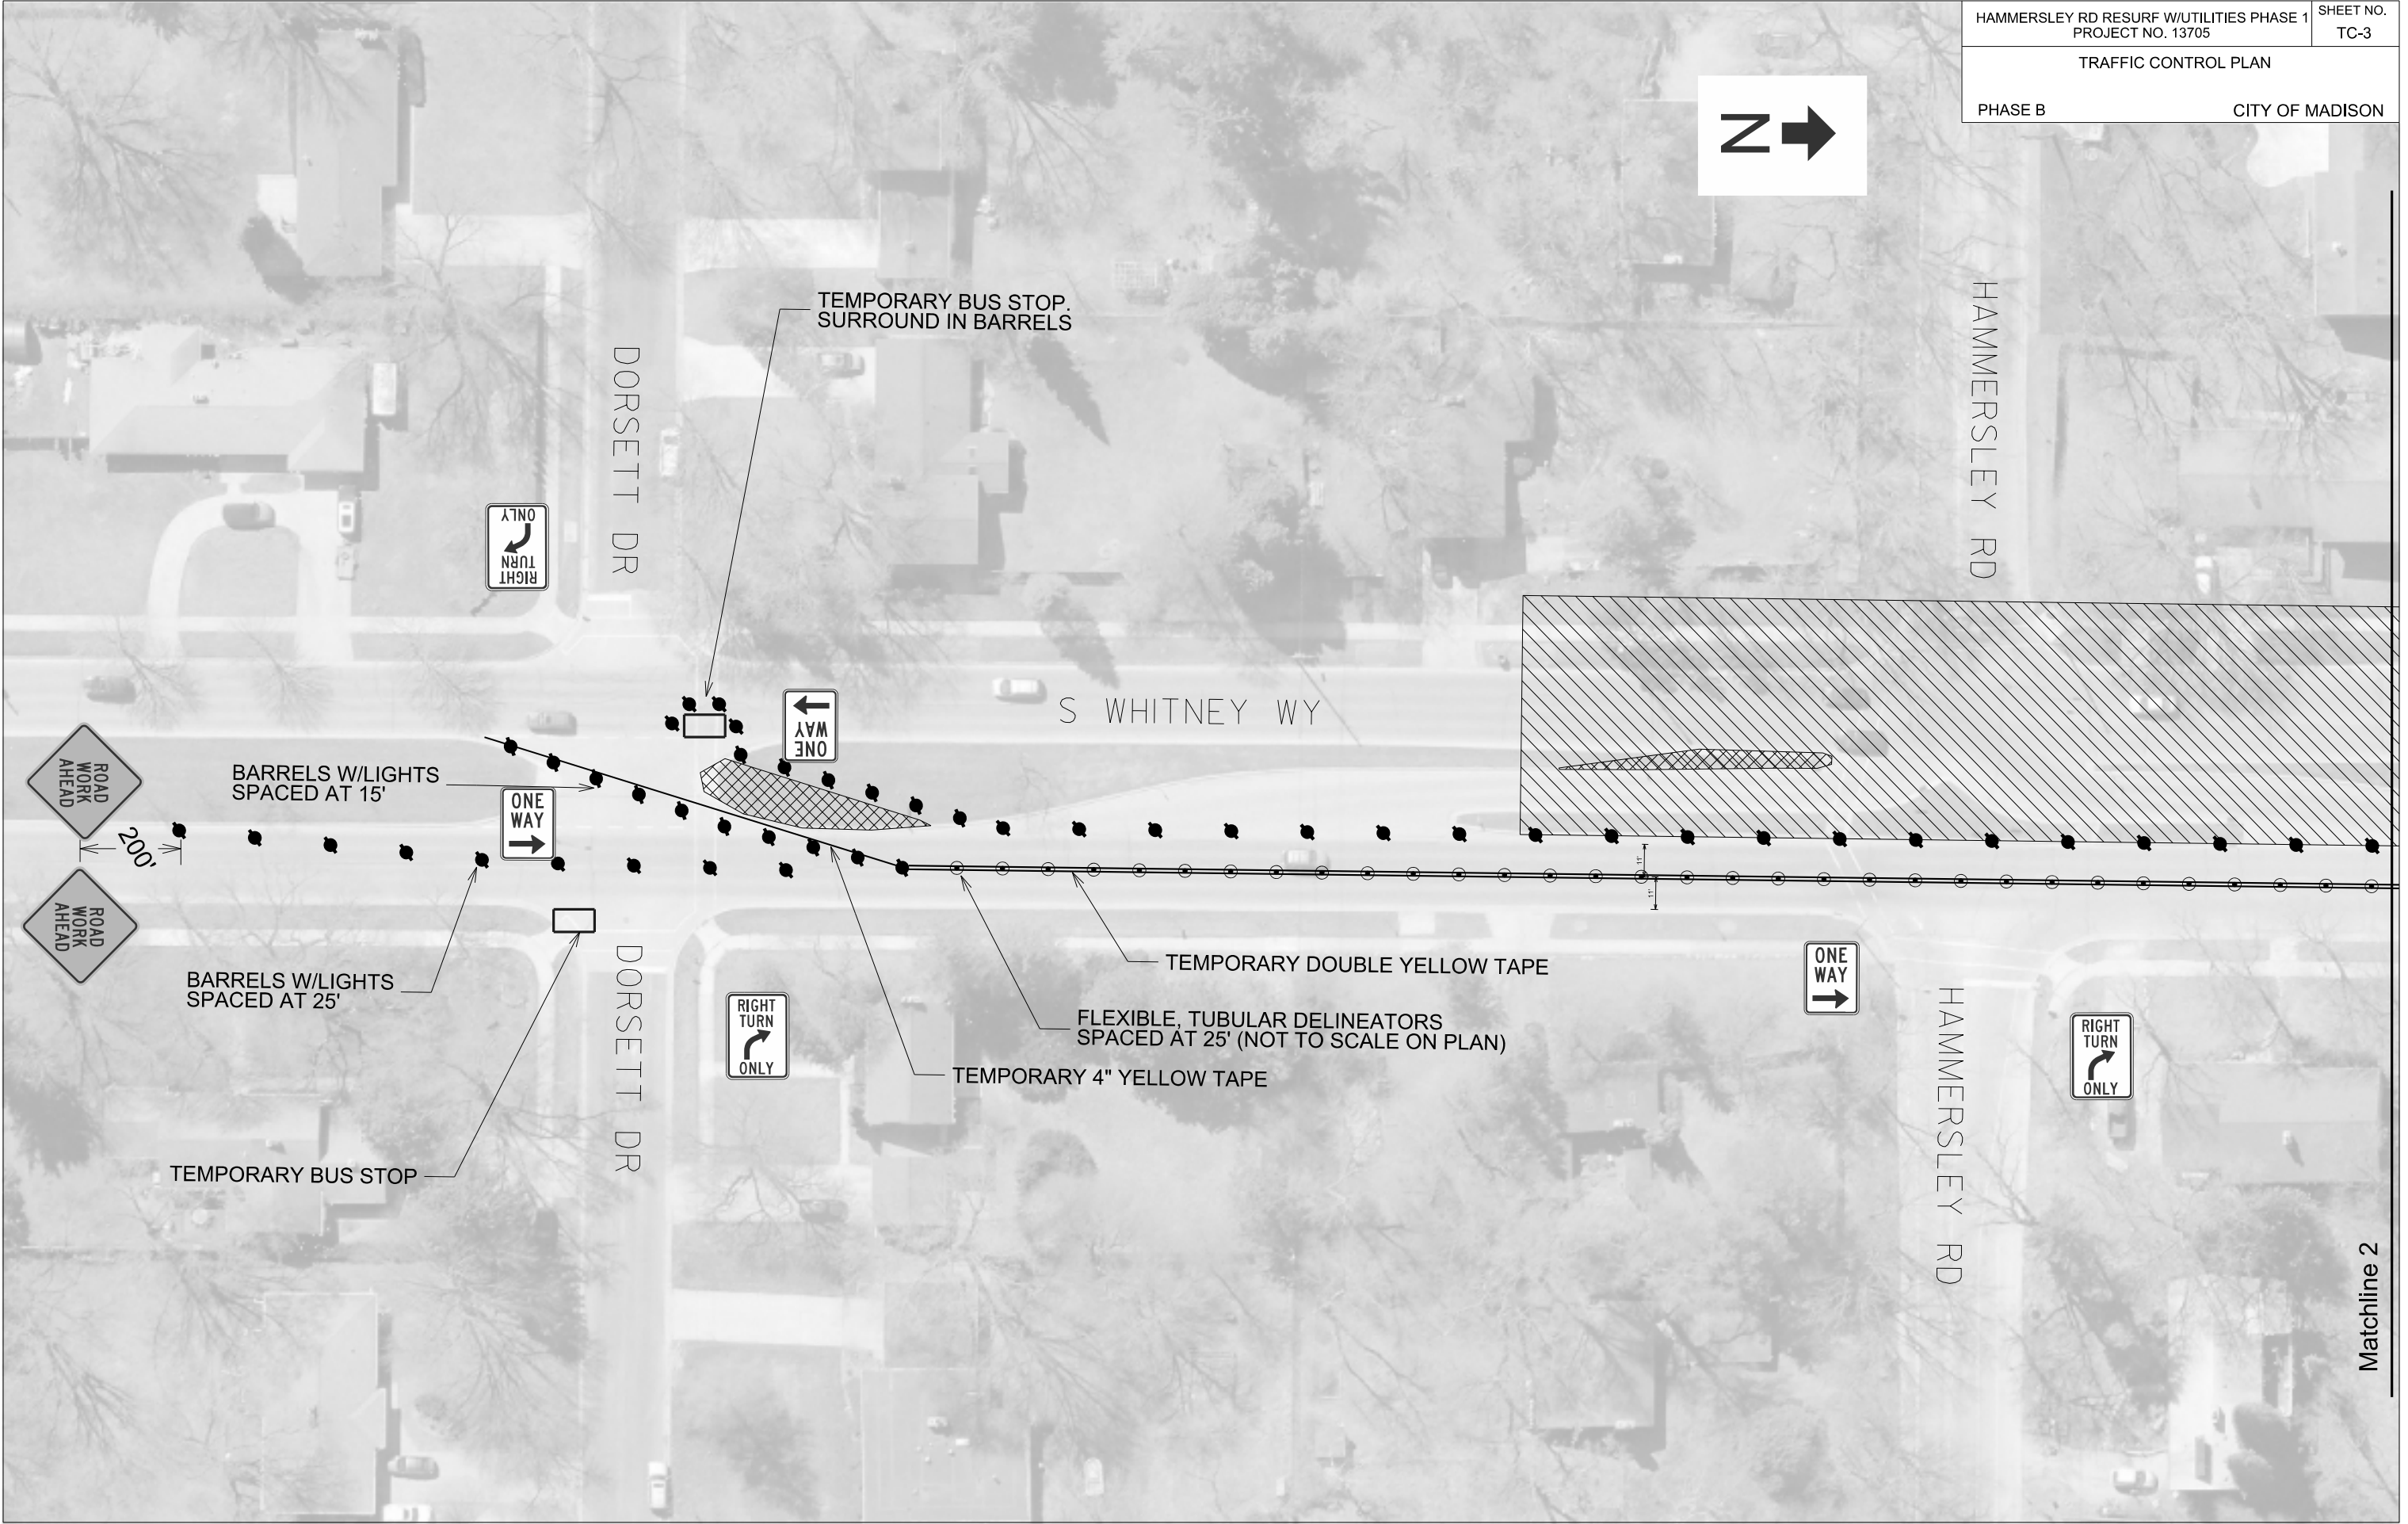 HAMMERSLEY RD RESURF W/UTILITIES PHASE 1
PROJECT NO. 13705
SHEET NO.
TC-3
TRAFFIC CONTROL PLAN
PHASE B
CITY OF MADISON
N
TEMPORARY BUS STOP.
SURROUND IN BARRELS
DORSETT DR
HAMMERSLEY RD
RIGHT
TURN
ONLY
S WHITNEY WY
ONE
WAY
ROAD
WORK
AHEAD
BARRELS W/LIGHTS
SPACED AT 15'
ONE
WAY
200'
11'
11'
ROAD
WORK
AHEAD
BARRELS W/LIGHTS
SPACED AT 25'
DORSETT DR
TEMPORARY DOUBLE YELLOW TAPE
ONE
WAY
RIGHT
TURN
ONLY
FLEXIBLE, TUBULAR DELINEATORS
SPACED AT 25' (NOT TO SCALE ON PLAN)
HAMMERSLEY RD
RIGHT
TURN
ONLY
TEMPORARY 4" YELLOW TAPE
TEMPORARY BUS STOP
Matchline 2